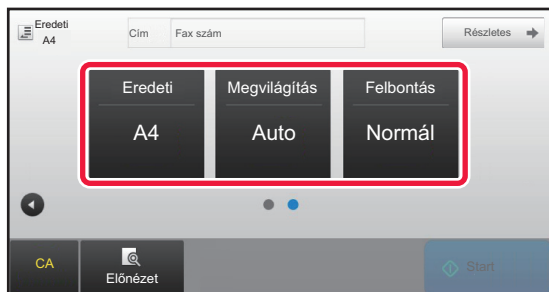 Eredeti
A4
Cím
Fax szám
Részletes
Eredeti
A4
Megvilágítás
Auto
Felbontás
Normál
CA
Előnézet
Start